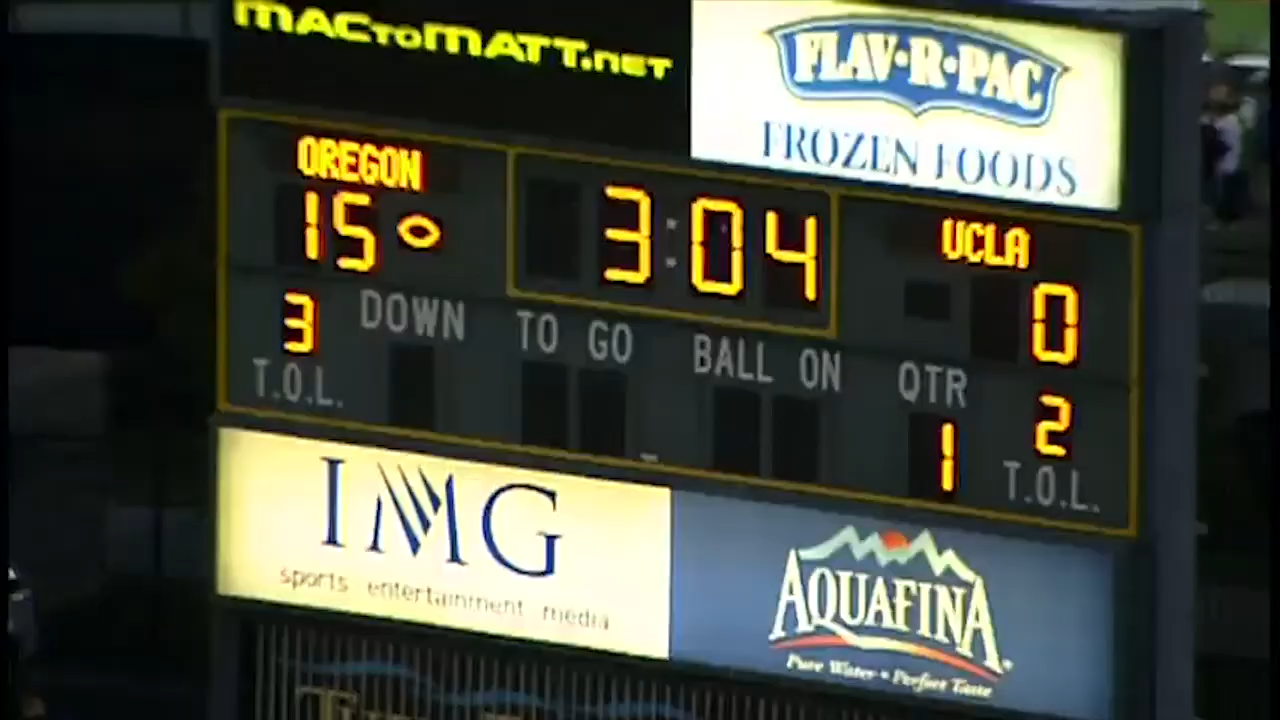 MACTOMATT.NET
FLAV·R·PAC
FROZEN FOODS
OREGON
15
3:04
UCLA
0
3
DOWN
TO GO
BALL ON
QTR
T.O.L.
1
2
T.O.L.
IMG
sports entertainment media
AQUAFINA
Pure Water • Perfect Taste